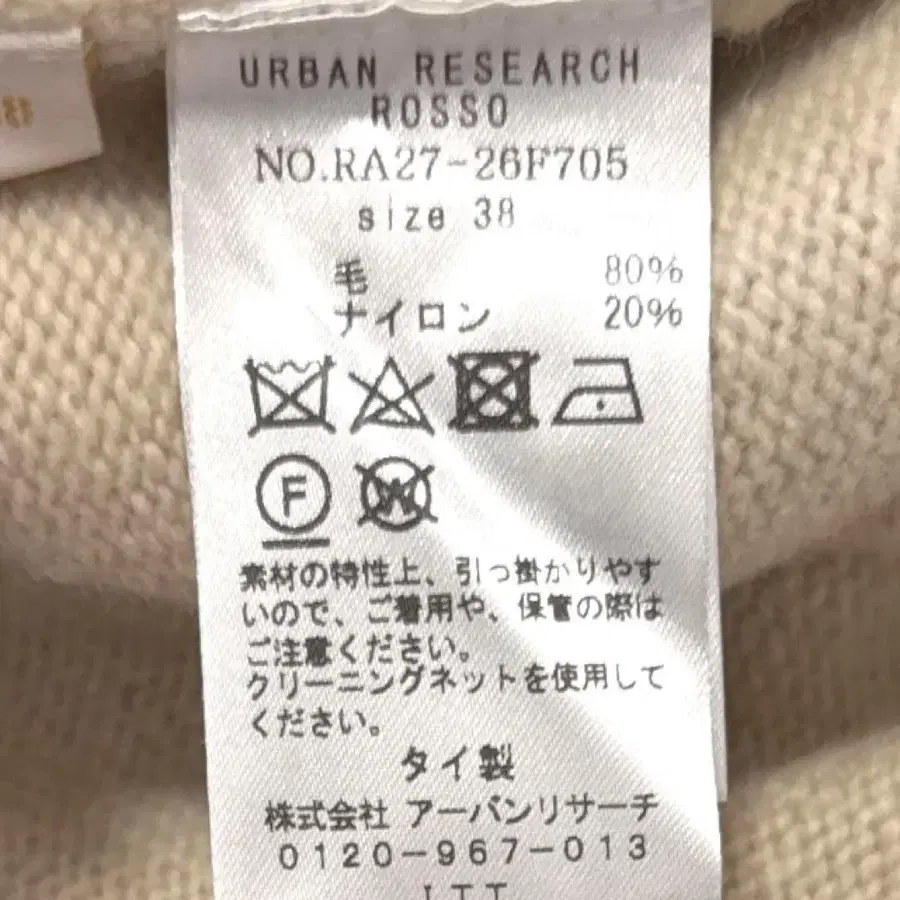 URBAN RESEARCH
ROSSO
NO.RA27-26F705
size 38
毛 80%
ナイロン 20%
F W
素材の特性上、引っ掛かりやす
いので、ご着用や、保管の際は
ご注意ください。
クリーニングネットを使用して
ください。
タイ製
株式会社 アーバンリサーチ
0120-967-013